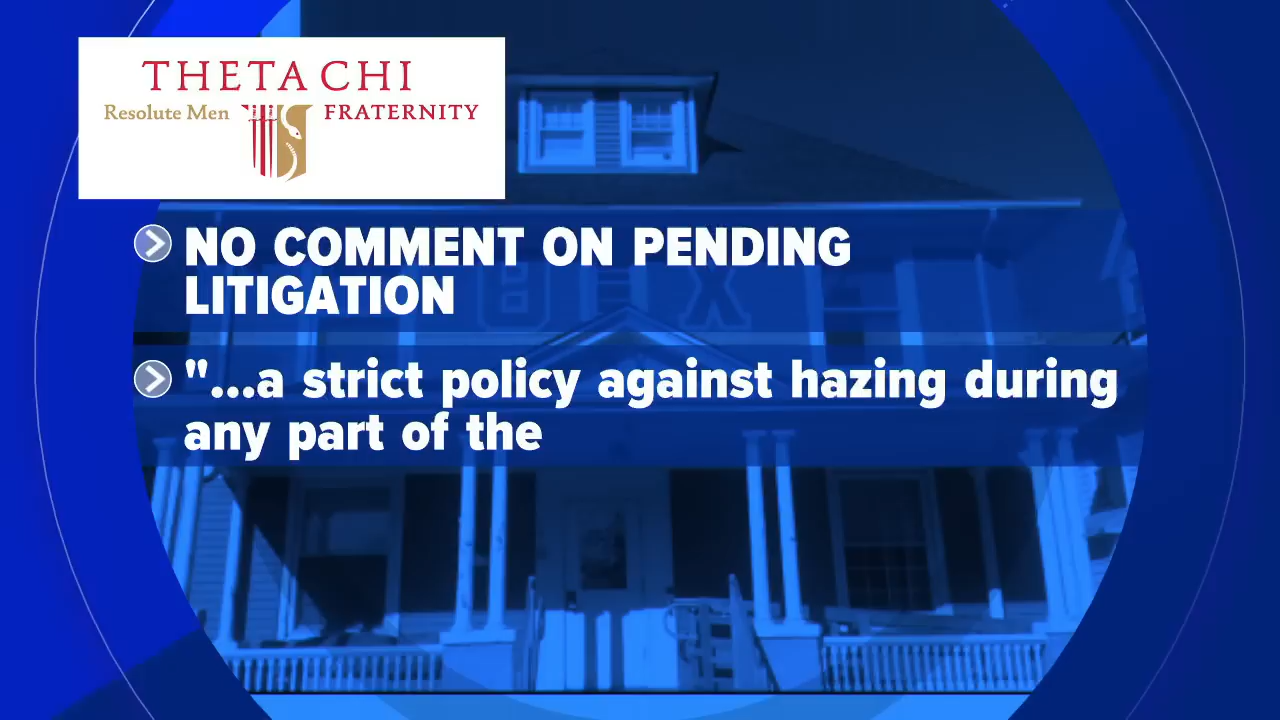 THETA CHI
Resolute Men FRATERNITY
NO COMMENT ON PENDING
LITIGATION
"...a strict policy against hazing during
any part of the
ΘΧ